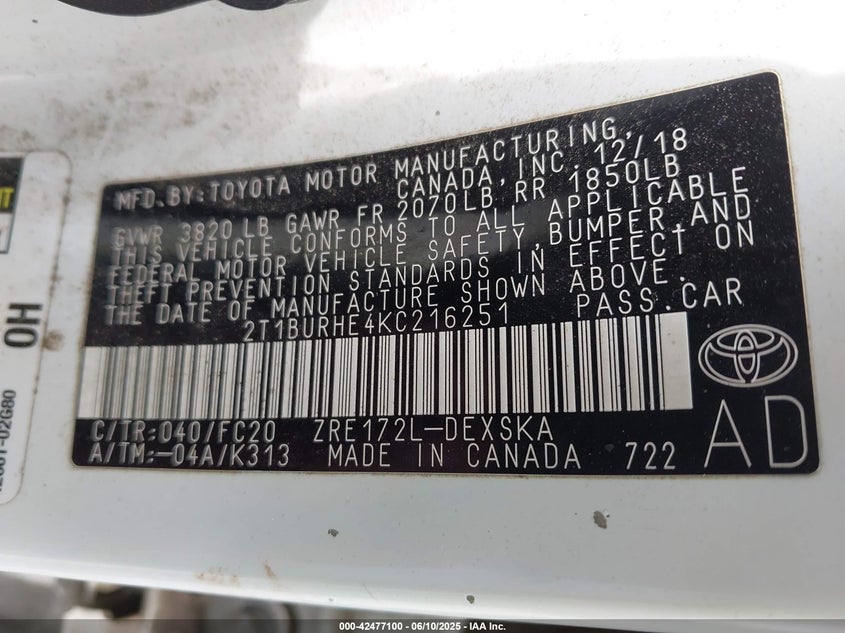 MFD.BY:TOYOTA MOTOR MANUFACTURING,
CANADA, INC. 12/18
GVWR 3820 LB GAWR FR 2070LB RR 1850LB
THIS VEHICLE CONFORMS TO ALL APPLICABLE
FEDERAL MOTOR VEHICLE SAFETY, BUMPER AND
THEFT PREVENTION STANDARDS IN EFFECT ON
THE DATE OF MANUFACTURE SHOWN ABOVE.
2T1BURHE4KC216251 PASS.CAR
C/TR:040/FC20 ZRE172L-DEXSKA
A/TM:-04A/K313 MADE IN CANADA 722
AD
OH
000-42477100 | 06/10/2025 | IAA Inc.